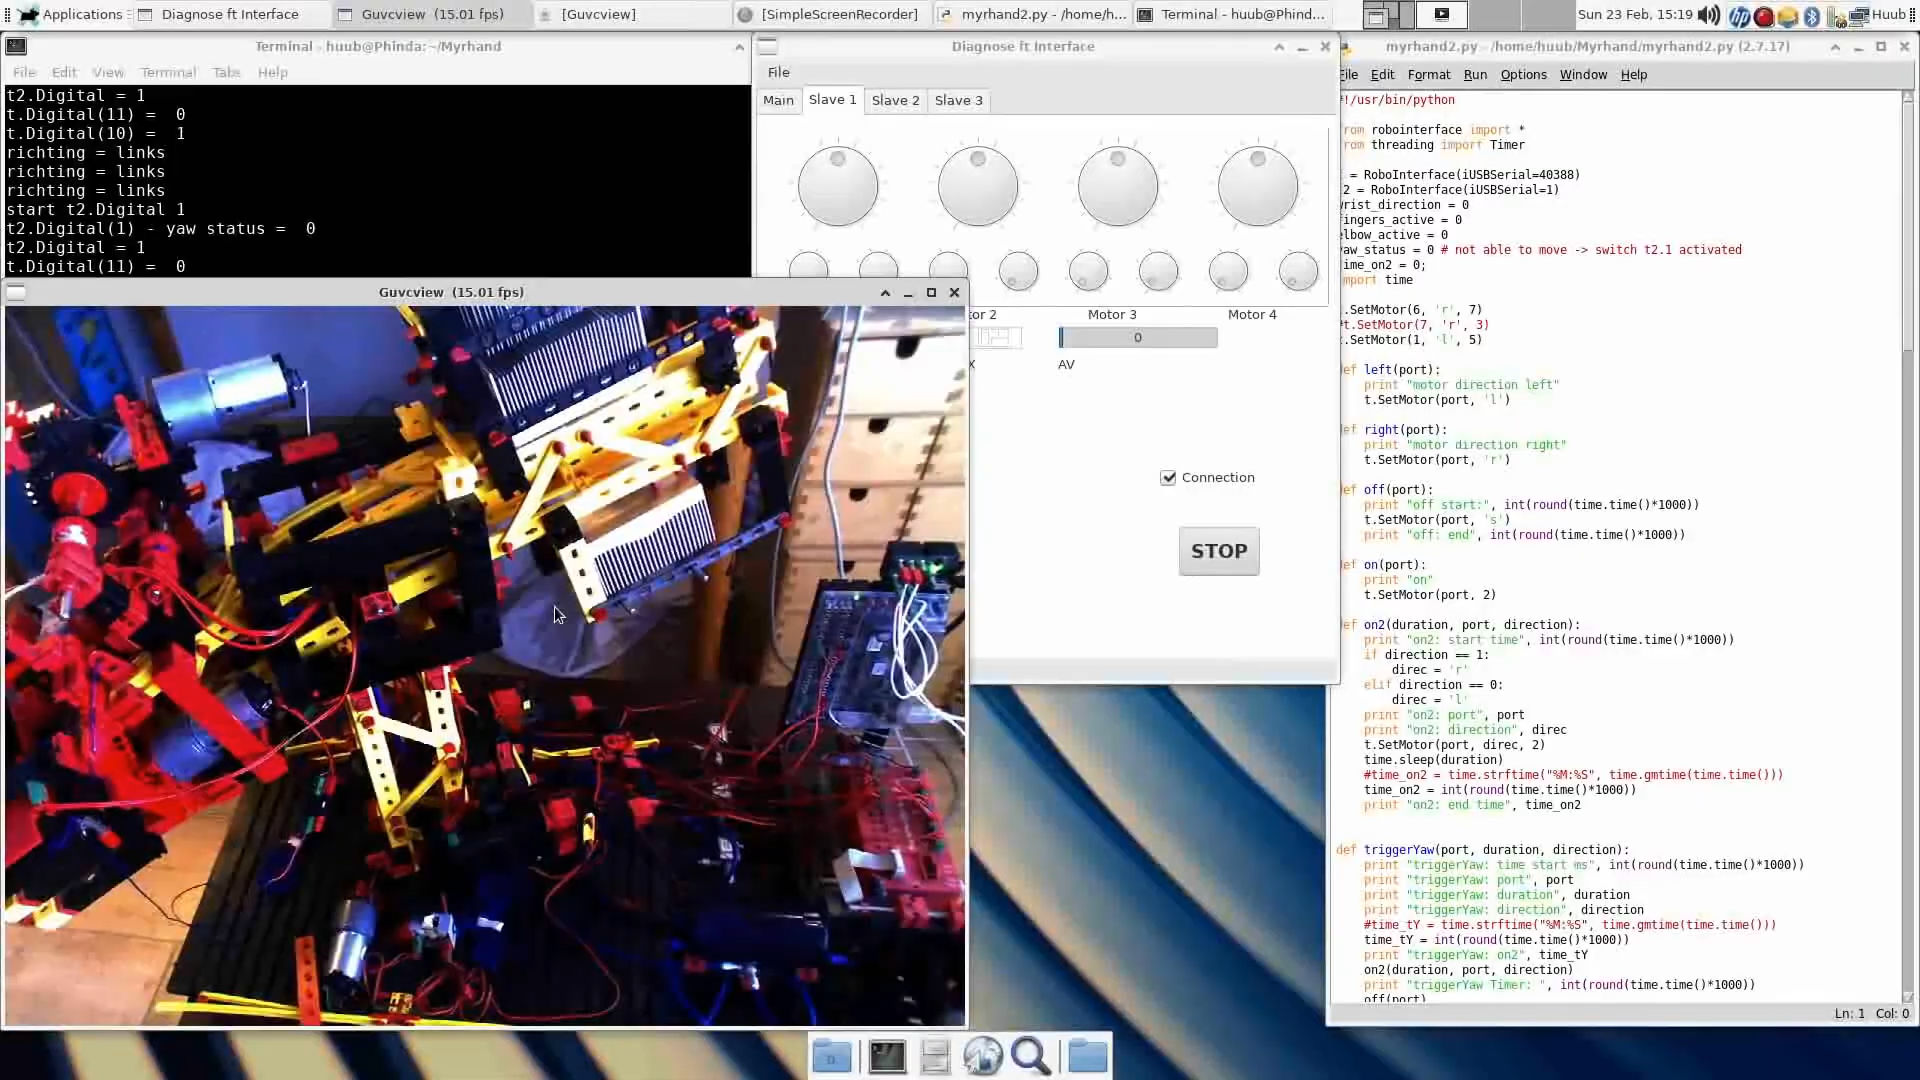 Applications
Diagnose ft Interface
Guvcview (15.01 fps)
[Guvcview]
[SimpleScreenRecorder]
myrhand2.py - /home/h...
Terminal - huub@Phind...
Sun 23 Feb, 15:19
Huub
Terminal - huub@Phinda:~/Myrhand
File Edit View Terminal Tabs Help
t2.Digital = 1
t.Digital(11) =  0
t.Digital(10) =  1
richting = links
richting = links
richting = links
start t2.Digital 1
t2.Digital(1) - yaw status =  0
t2.Digital = 1
t.Digital(11) =  0
Diagnose ft Interface
File
Main Slave 1 Slave 2 Slave 3
tor 2 Motor 3 Motor 4
0
X AV
Connection
STOP
Guvcview (15.01 fps)
myrhand2.py - /home/huub/Myrhand/myrhand2.py (2.7.17)
File Edit Format Run Options Window Help
!/usr/bin/python
rom robointerface import *
rom threading import Timer
= RoboInterface(iUSBSerial=40388)
2 = RoboInterface(iUSBSerial=1)
wrist_direction = 0
fingers_active = 0
elbow_active = 0
yaw_status = 0 # not able to move -> switch t2.1 activated
time_on2 = 0;
mport time
.SetMotor(6, 'r', 7)
t.SetMotor(7, 'r', 3)
.SetMotor(1, 'l', 5)
ef left(port):
print "motor direction left"
t.SetMotor(port, 'l')
ef right(port):
print "motor direction right"
t.SetMotor(port, 'r')
ef off(port):
print "off start:", int(round(time.time()*1000))
t.SetMotor(port, 's')
print "off: end", int(round(time.time()*1000))
ef on(port):
print "on"
t.SetMotor(port, 2)
ef on2(duration, port, direction):
print "on2: start time", int(round(time.time()*1000))
if direction == 1:
direc = 'r'
elif direction == 0:
direc = 'l'
print "on2: port", port
print "on2: direction", direc
t.SetMotor(port, direc, 2)
time.sleep(duration)
#time_on2 = time.strftime("%M:%S", time.gmtime(time.time()))
time_on2 = int(round(time.time()*1000))
print "on2: end time", time_on2
def triggerYaw(port, duration, direction):
print "triggerYaw: time start ms", int(round(time.time()*1000))
print "triggerYaw: port", port
print "triggerYaw: duration", duration
print "triggerYaw: direction", direction
#time_tY = time.strftime("%M:%S", time.gmtime(time.time()))
time_tY = int(round(time.time()*1000))
print "triggerYaw: on2", time_tY
on2(duration, port, direction)
print "triggerYaw Timer: ", int(round(time.time()*1000))
off(port)
Ln: 1 Col: 0